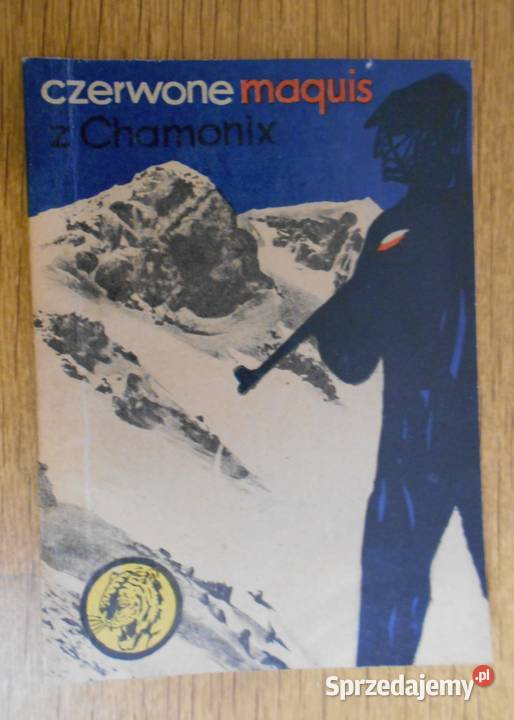 czerwone maquis
z Chamonix
Sprzedajemy.pl